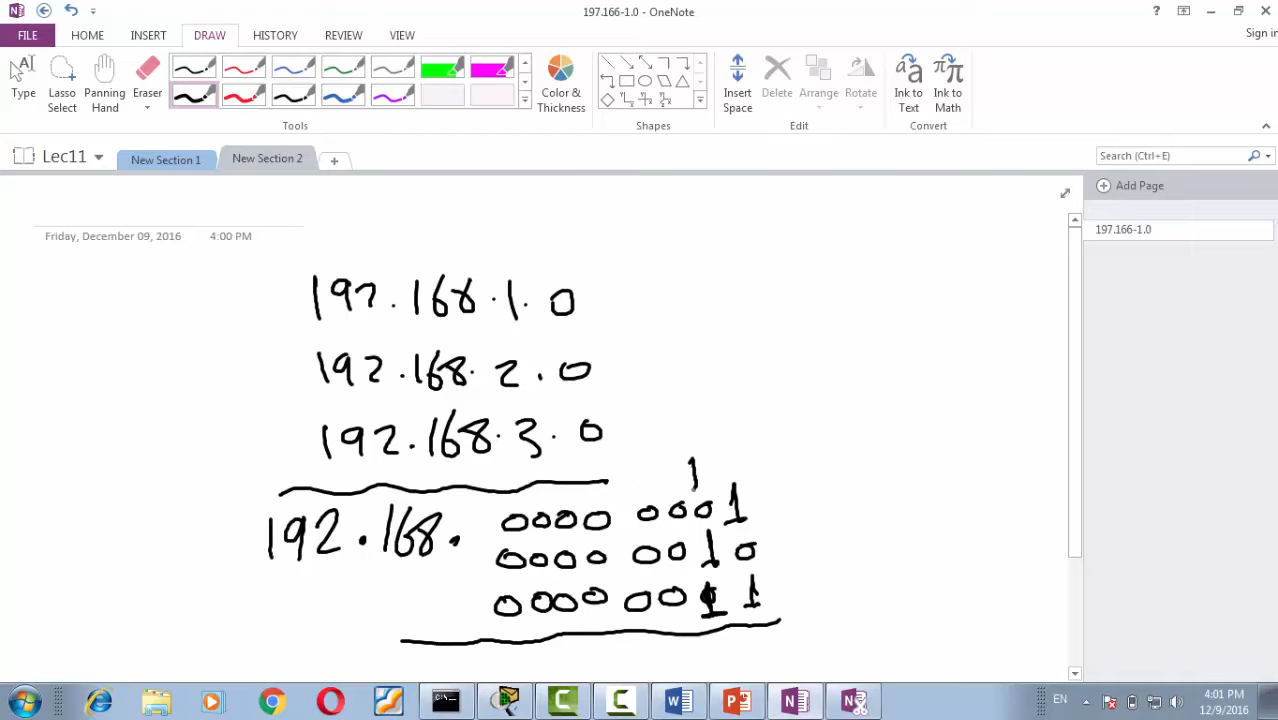 197.166-1.0 - OneNote
? 
Sign in
FILE HOME INSERT DRAW HISTORY REVIEW VIEW
Type Lasso Select Panning Hand Eraser Color & Thickness Insert Space Delete Arrange Rotate Ink to Text Ink to Math
Tools Shapes Edit Convert
Lec11 New Section 1 New Section 2 Search (Ctrl+E)
Add Page
197.166-1.0
Friday, December 09, 2016 4:00 PM
192.168.1.0
192.168.2.0
192.168.3.0
1
192.168. 0000 0001
0000 0010
0000 0011
EN 4:01 PM
12/9/2016